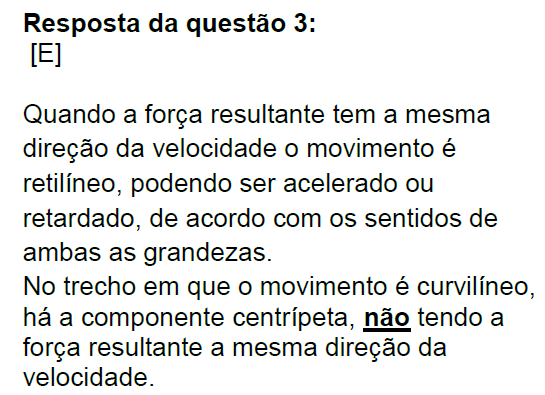 Resposta da questão 3:
[E]
Quando a força resultante tem a mesma
direção da velocidade o movimento é
retilíneo, podendo ser acelerado ou
retardado, de acordo com os sentidos de
ambas as grandezas.
No trecho em que o movimento é curvilíneo,
há a componente centrípeta, não tendo a
força resultante a mesma direção da
velocidade.